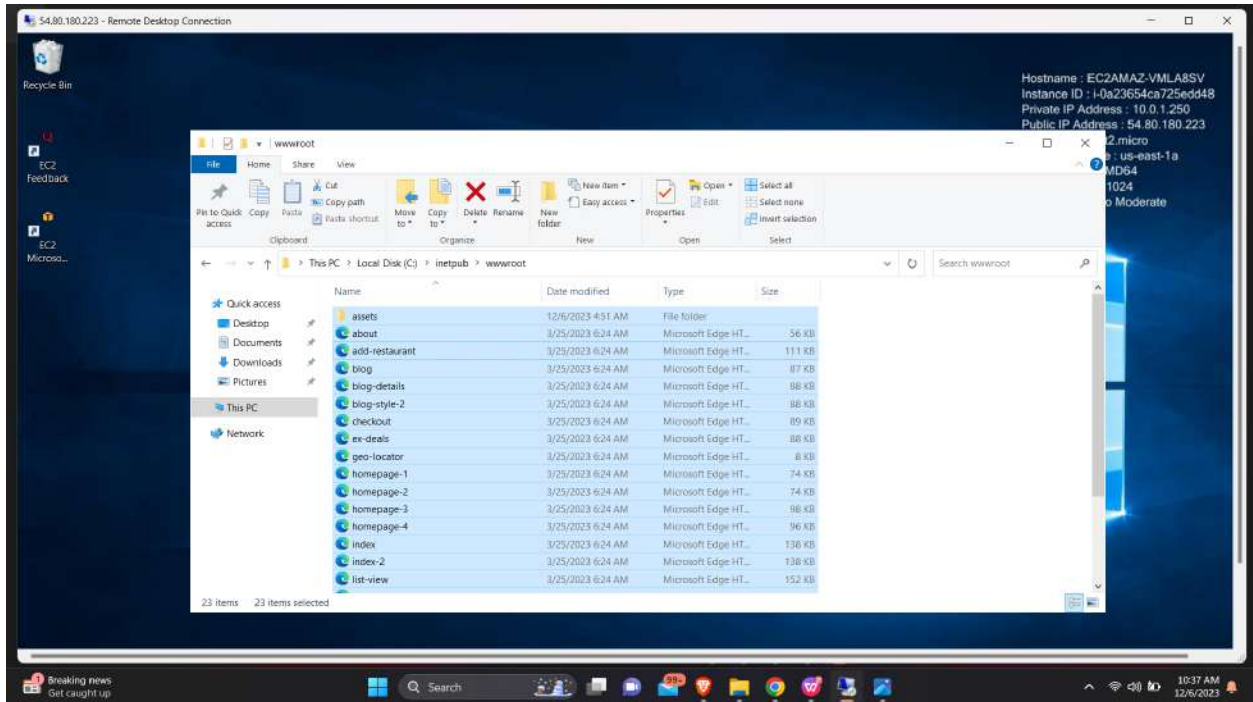 54.80.180.223 - Remote Desktop Connection
Recycle Bin
Hostname : EC2AMAZ-VMLA8SV
Instance ID : i-0a23654ca725edd48
Private IP Address : 10.0.1.250
Public IP Address : 54.80.180.223
t2.micro
e : us-east-1a
MD64
1024
o Moderate
EC2
Feedback
EC2
Microso...
wwwroot
File Home Share View
Pin to Quick access
Copy
Paste
Cut
Copy path
Paste shortcut
Move to
Copy to
Delete
Rename
New folder
New item
Easy access
Properties
Open
Edit
Select all
Select none
Invert selection
Clipboard Organize New Open Select
This PC > Local Disk (C:) > inetpub > wwwroot
Search wwwroot
Quick access
Desktop
Documents
Downloads
Pictures
This PC
Network
Name Date modified Type Size
assets 12/6/2023 4:51 AM File folder
about 3/25/2023 6:24 AM Microsoft Edge HT... 56 KB
add-restaurant 3/25/2023 6:24 AM Microsoft Edge HT... 111 KB
blog 3/25/2023 6:24 AM Microsoft Edge HT... 87 KB
blog-details 3/25/2023 6:24 AM Microsoft Edge HT... 88 KB
blog-style-2 3/25/2023 6:24 AM Microsoft Edge HT... 88 KB
checkout 3/25/2023 6:24 AM Microsoft Edge HT... 89 KB
ex-deals 3/25/2023 6:24 AM Microsoft Edge HT... 88 KB
geo-locator 3/25/2023 6:24 AM Microsoft Edge HT... 8 KB
homepage-1 3/25/2023 6:24 AM Microsoft Edge HT... 74 KB
homepage-2 3/25/2023 6:24 AM Microsoft Edge HT... 74 KB
homepage-3 3/25/2023 6:24 AM Microsoft Edge HT... 98 KB
homepage-4 3/25/2023 6:24 AM Microsoft Edge HT... 96 KB
index 3/25/2023 6:24 AM Microsoft Edge HT... 138 KB
index-2 3/25/2023 6:24 AM Microsoft Edge HT... 138 KB
list-view 3/25/2023 6:24 AM Microsoft Edge HT... 152 KB
23 items 23 items selected
1
Breaking news
Get caught up
Search
99+
10:37 AM
12/6/2023